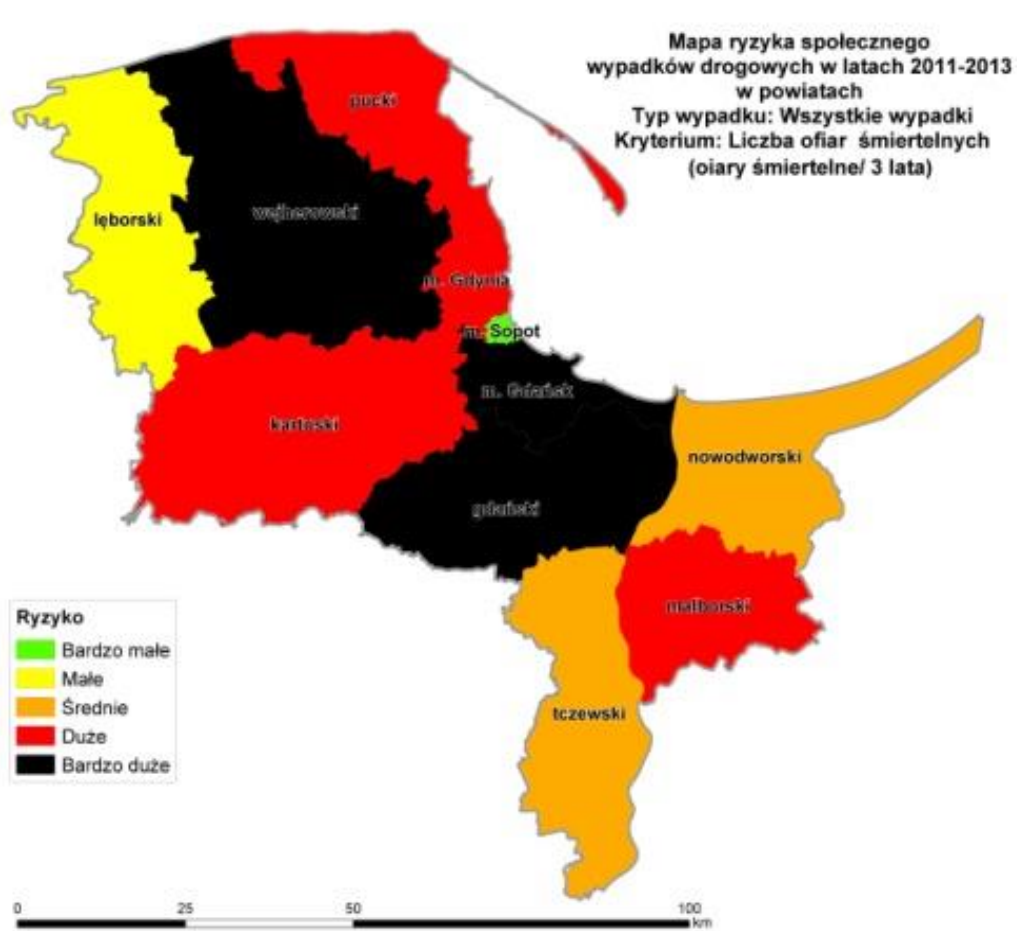 Mapa ryzyka społecznego
wypadków drogowych w latach 2011-2013
w powiatach
Typ wypadku: Wszystkie wypadki
Kryterium: Liczba ofiar śmiertelnych
(oiary śmiertelne/ 3 lata)
pucki
wejherowski
lęborski
m. Gdynia
m. Sopot
m. Gdańsk
kartuski
nowodworski
gdański
malborski
tczewski
Ryzyko
Bardzo małe
Małe
Średnie
Duże
Bardzo duże
0 25 50 100
km